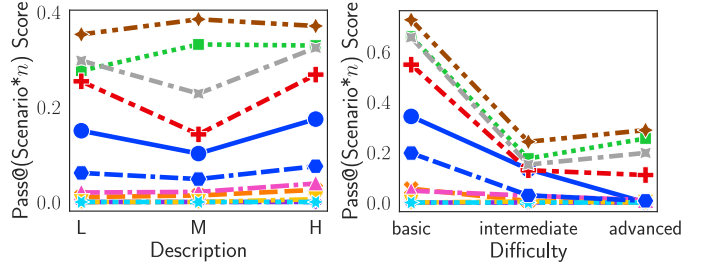 Pass@(Scenario*n) Score
0.4
0.2
0.0
L M H
Description
Pass@(Scenario*n) Score
0.6
0.4
0.2
0.0
basic intermediate advanced
Difficulty